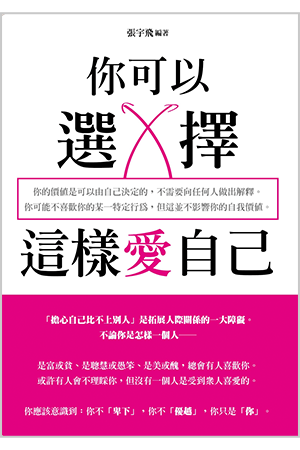 張宇飛 編著
你可以
選擇
你的價值是可以由自己決定的，不需要向任何人做出解釋。
你可能不喜歡你的某一特定行為，但這並不影響你的自我價值。
這樣愛自己
「擔心自己比不上別人」是拓展人際關係的一大障礙。
不論你是怎樣一個人──
是富或貧、是聰慧或愚笨、是美或醜，總會有人喜歡你。
或許有人會不理睬你，但沒有一個人是受到眾人喜愛的。
你應該意識到：你不「卑下」，你不「優越」，你只是「你」。